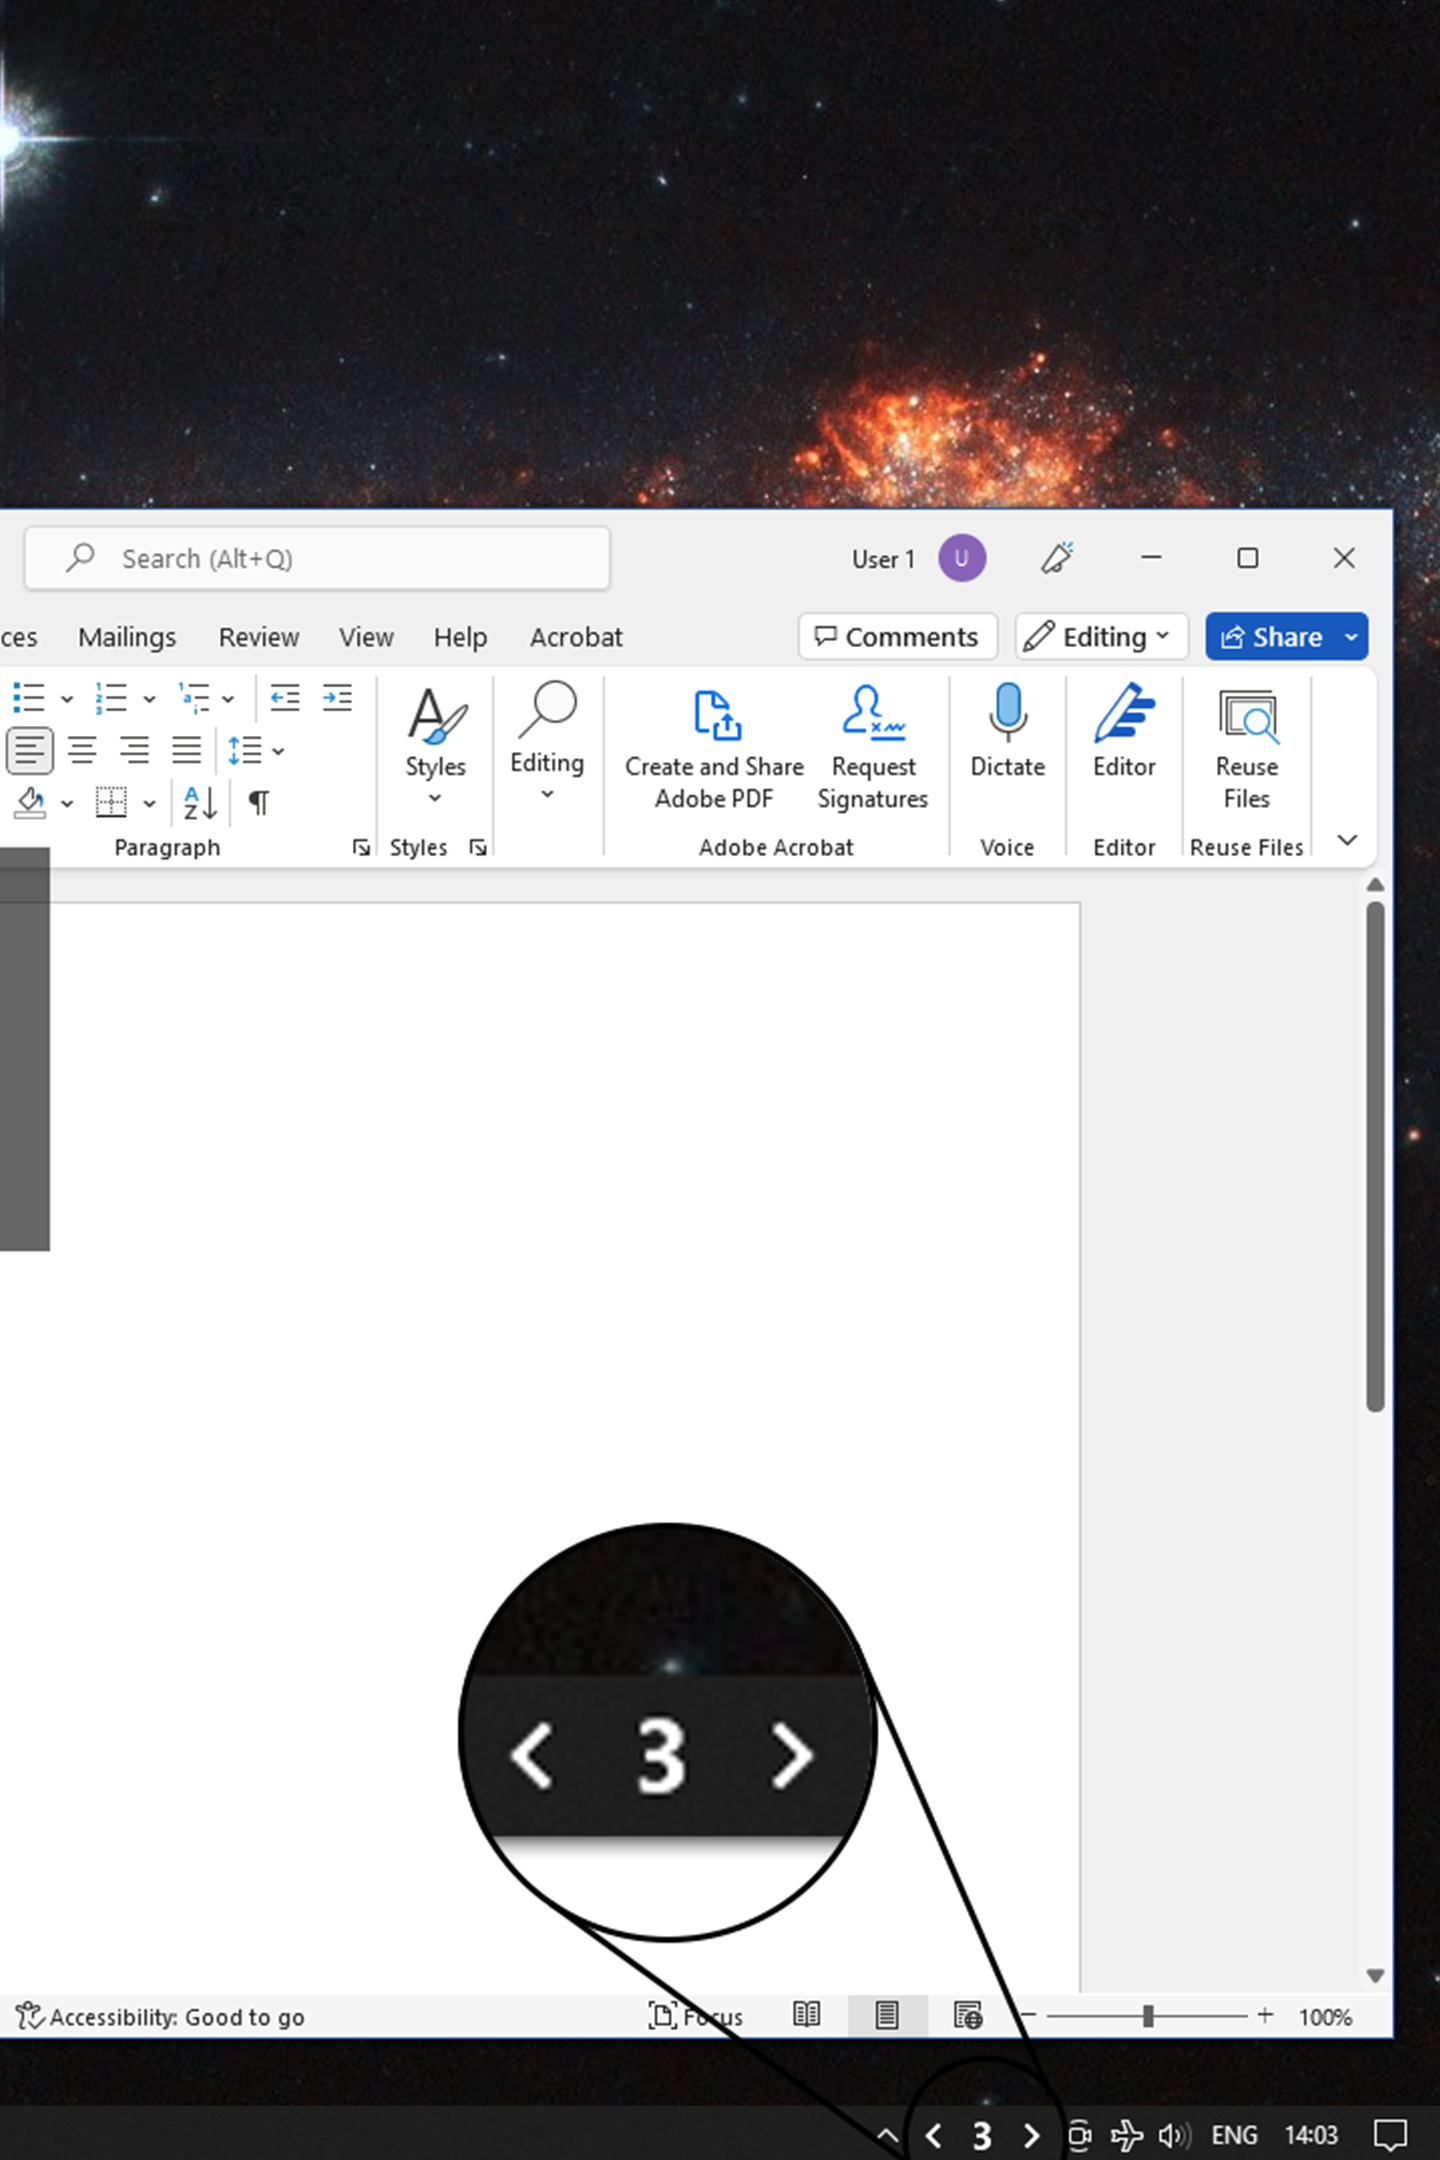 Search (Alt+Q)
User 1
U
ces Mailings Review View Help Acrobat
Comments Editing Share
Styles
Editing
Create and Share
Adobe PDF
Request
Signatures
Dictate
Editor
Reuse
Files
Paragraph Styles Adobe Acrobat Voice Editor Reuse Files
< 3 >
Accessibility: Good to go
Focus
100%
< 3 > ENG 14:03